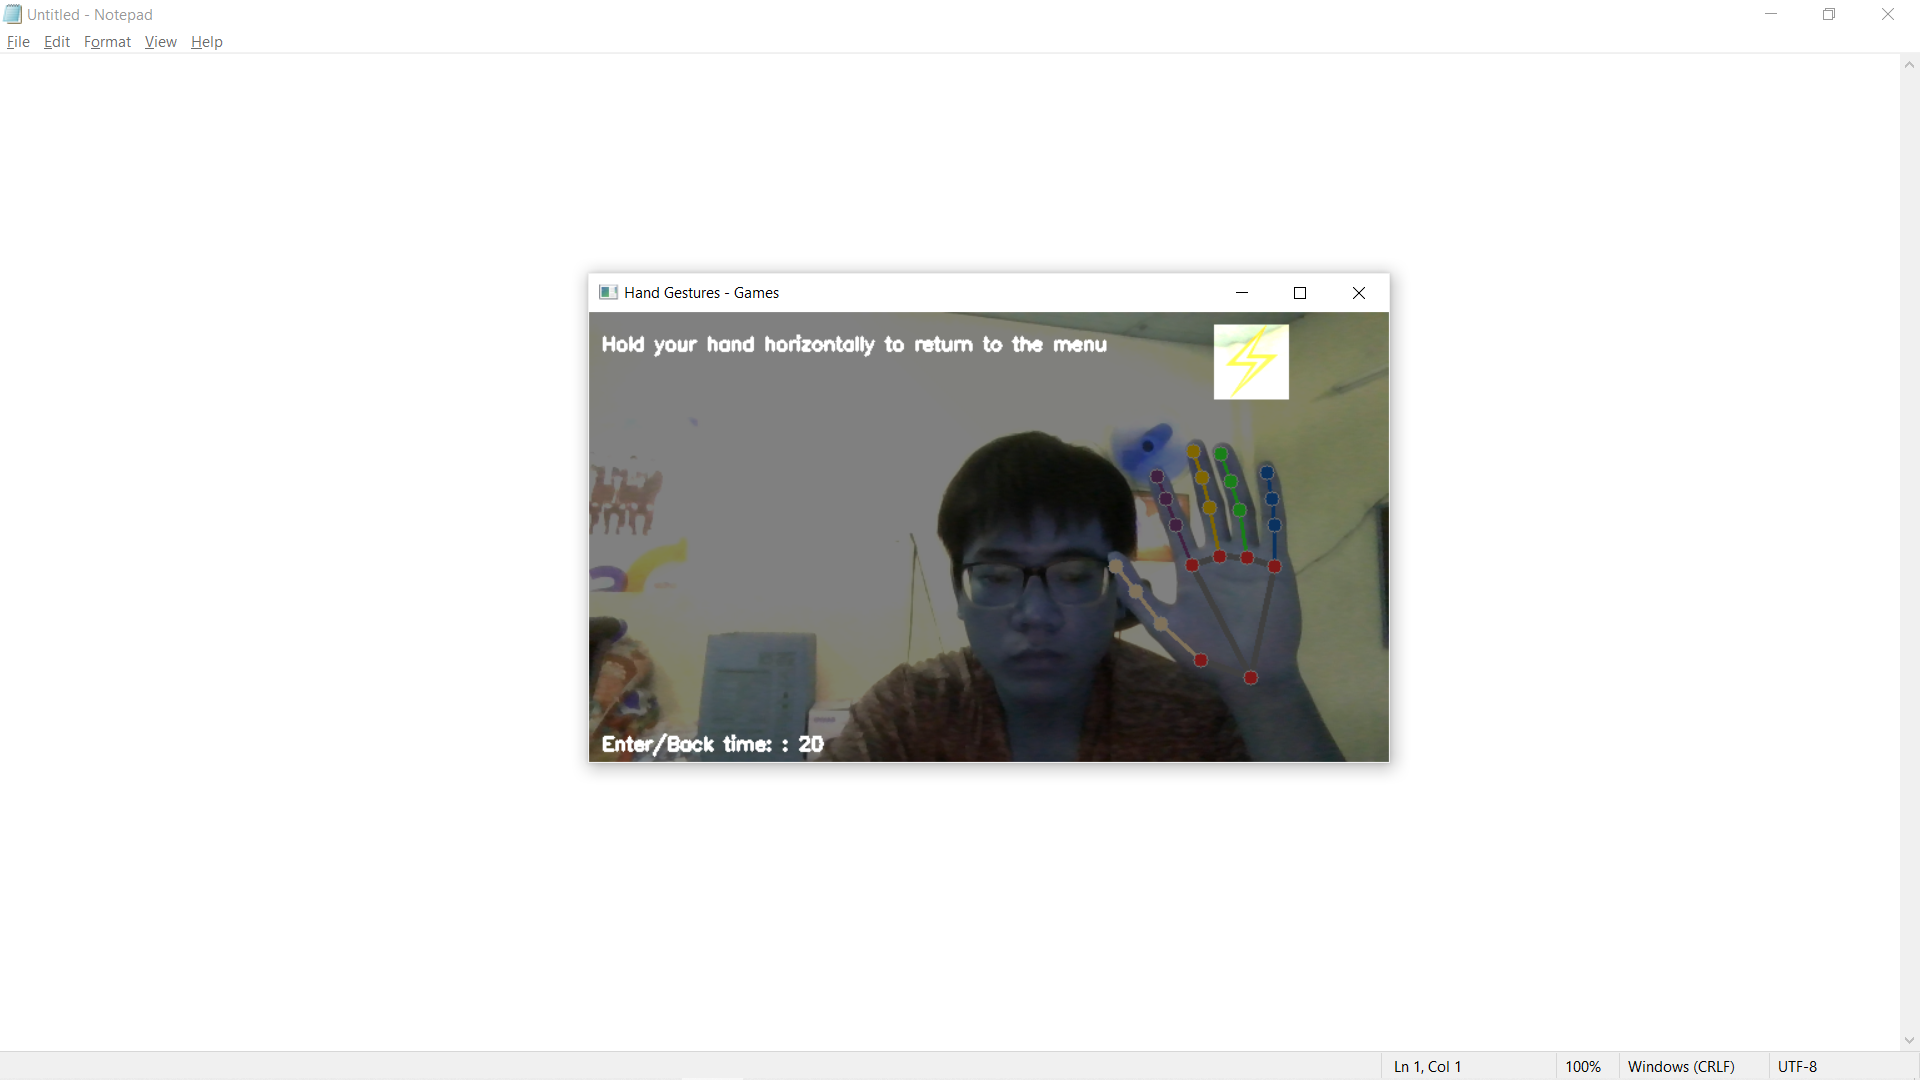 Untitled - Notepad
File Edit Format View Help
Hand Gestures - Games
Hold your hand horizontally to return to the menu
Enter/Back time: : 20
Ln 1, Col 1 100% Windows (CRLF) UTF-8